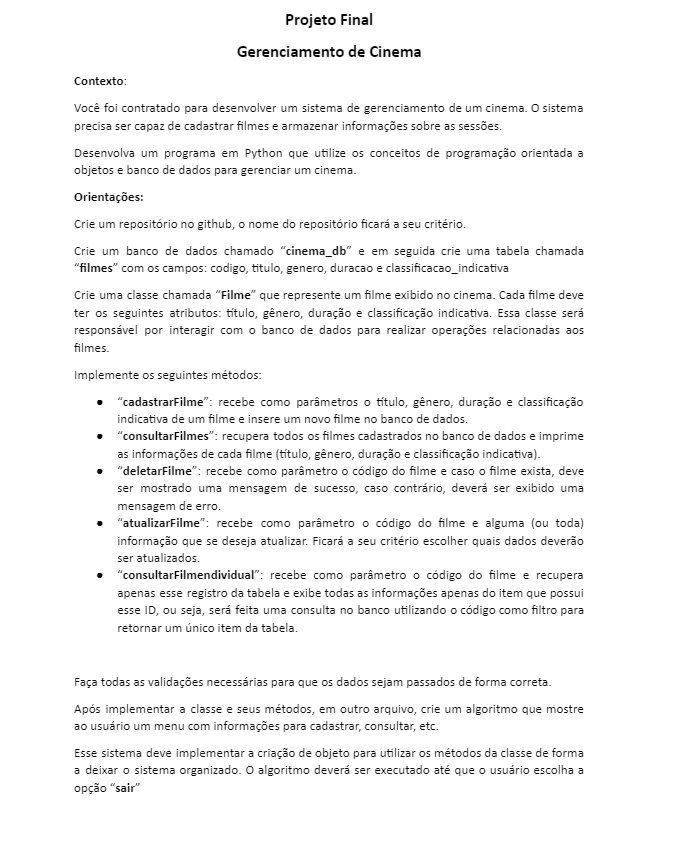 Projeto Final
Gerenciamento de Cinema
Contexto:
Você foi contratado para desenvolver um sistema de gerenciamento de um cinema. O sistema
precisa ser capaz de cadastrar filmes e armazenar informações sobre as sessões.
Desenvolva um programa em Python que utilize os conceitos de programação orientada a
objetos e banco de dados para gerenciar um cinema.
Orientações:
Crie um repositório no github, o nome do repositório ficará a seu critério.
Crie um banco de dados chamado “cinema_db” e em seguida crie uma tabela chamada
“filmes” com os campos: codigo, titulo, genero, duracao e classificacao_indicativa
Crie uma classe chamada “Filme” que represente um filme exibido no cinema. Cada filme deve
ter os seguintes atributos: título, gênero, duração e classificação indicativa. Essa classe será
responsável por interagir com o banco de dados para realizar operações relacionadas aos
filmes.
Implemente os seguintes métodos:
● “cadastrarFilme”: recebe como parâmetros o título, gênero, duração e classificação
indicativa de um filme e insere um novo filme no banco de dados.
● “consultarFilmes”: recupera todos os filmes cadastrados no banco de dados e imprime
as informações de cada filme (título, gênero, duração e classificação indicativa).
● “deletarFilme”: recebe como parâmetro o código do filme e caso o filme exista, deve
ser mostrado uma mensagem de sucesso, caso contrário, deverá ser exibido uma
mensagem de erro.
● “atualizarFilme”: recebe como parâmetro o código do filme e alguma (ou toda)
informação que se deseja atualizar. Ficará a seu critério escolher quais dados deverão
ser atualizados.
● “consultarFilmendividual”: recebe como parâmetro o código do filme e recupera
apenas esse registro da tabela e exibe todas as informações apenas do item que possui
esse ID, ou seja, será feita uma consulta no banco utilizando o código como filtro para
retornar um único item da tabela.
Faça todas as validações necessárias para que os dados sejam passados de forma correta.
Após implementar a classe e seus métodos, em outro arquivo, crie um algoritmo que mostre
ao usuário um menu com informações para cadastrar, consultar, etc.
Esse sistema deve implementar a criação de objeto para utilizar os métodos da classe de forma
a deixar o sistema organizado. O algoritmo deverá ser executado até que o usuário escolha a
opção “sair”